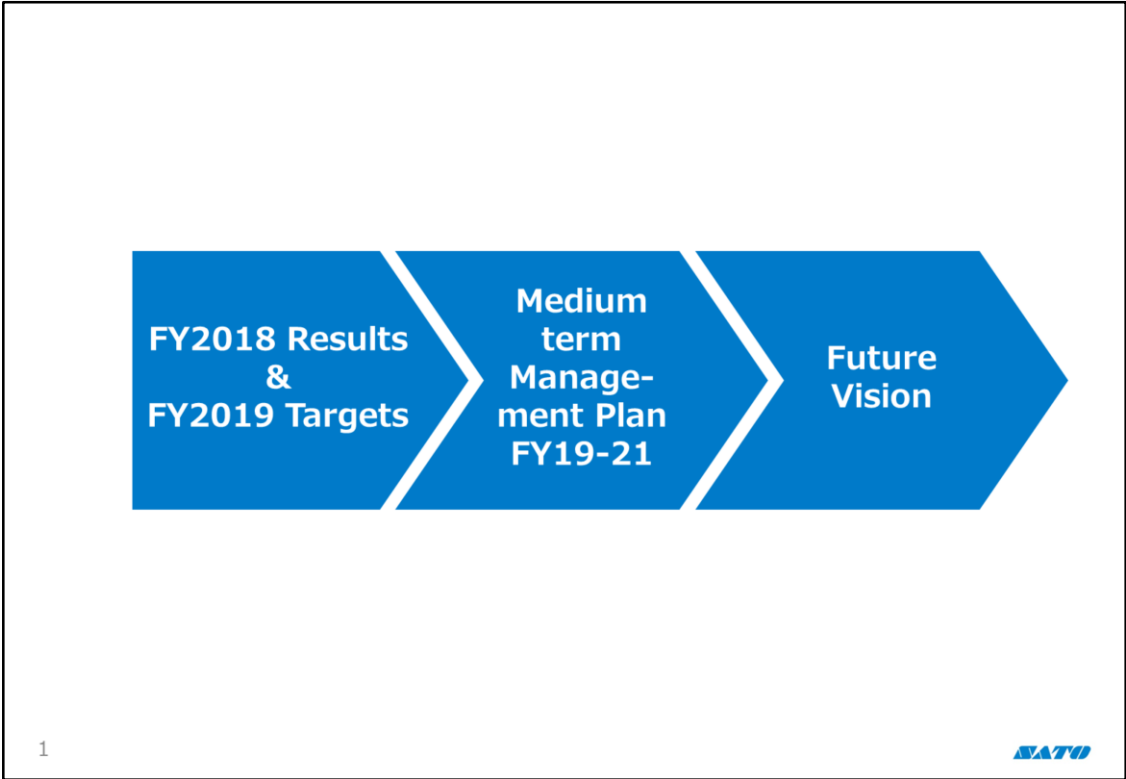 FY2018 Results
&
FY2019 Targets
Medium
term
Manage-
ment Plan
FY19-21
Future
Vision
1
SATO